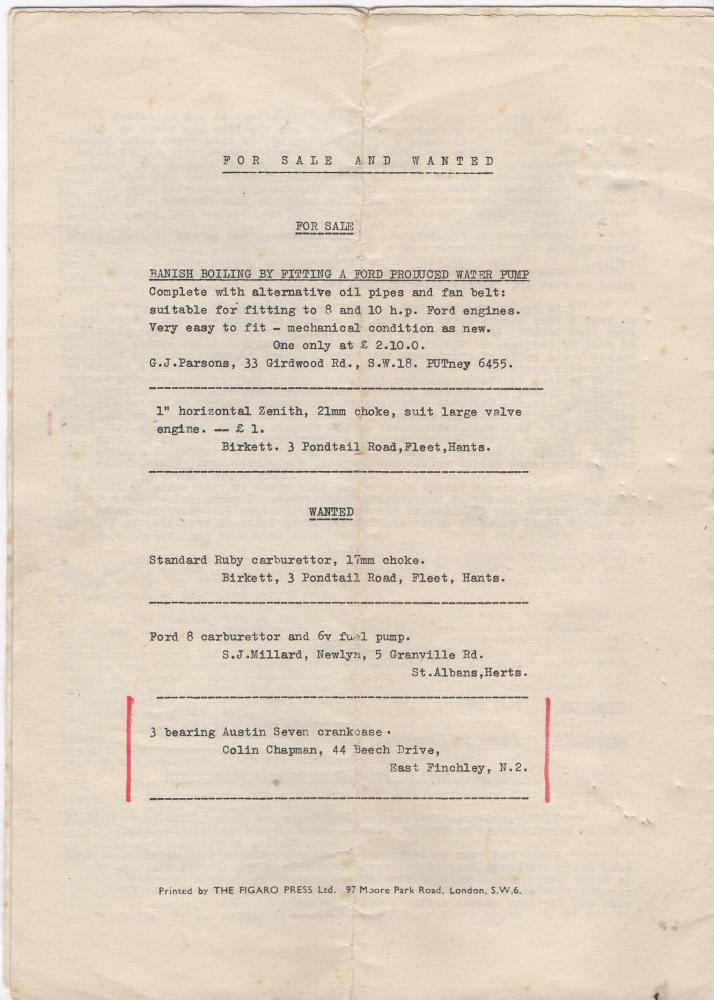 FOR SALE AND WANTED
FOR SALE
BANISH BOILING BY FITTING A FORD PRODUCED WATER PUMP
Complete with alternative oil pipes and fan belt:
suitable for fitting to 8 and 10 h.p. Ford engines.
Very easy to fit - mechanical condition as new.
One only at £ 2.10.0.
G.J.Parsons, 33 Girdwood Rd., S.W.18. PUTney 6455.
1" horizontal Zenith, 21mm choke, suit large valve
engine. — £ 1.
Birkett. 3 Pondtail Road,Fleet,Hants.
WANTED
Standard Ruby carburettor, 17mm choke.
Birkett, 3 Pondtail Road, Fleet, Hants.
Ford 8 carburettor and 6v fuel pump.
S.J.Millard, Newlyn, 5 Granville Rd.
St.Albans,Herts.
3 bearing Austin Seven crankcase.
Colin Chapman, 44 Beech Drive,
East Finchley, N.2.
Printed by THE FIGARO PRESS Ltd. 97 Moore Park Road, London, S.W.6.